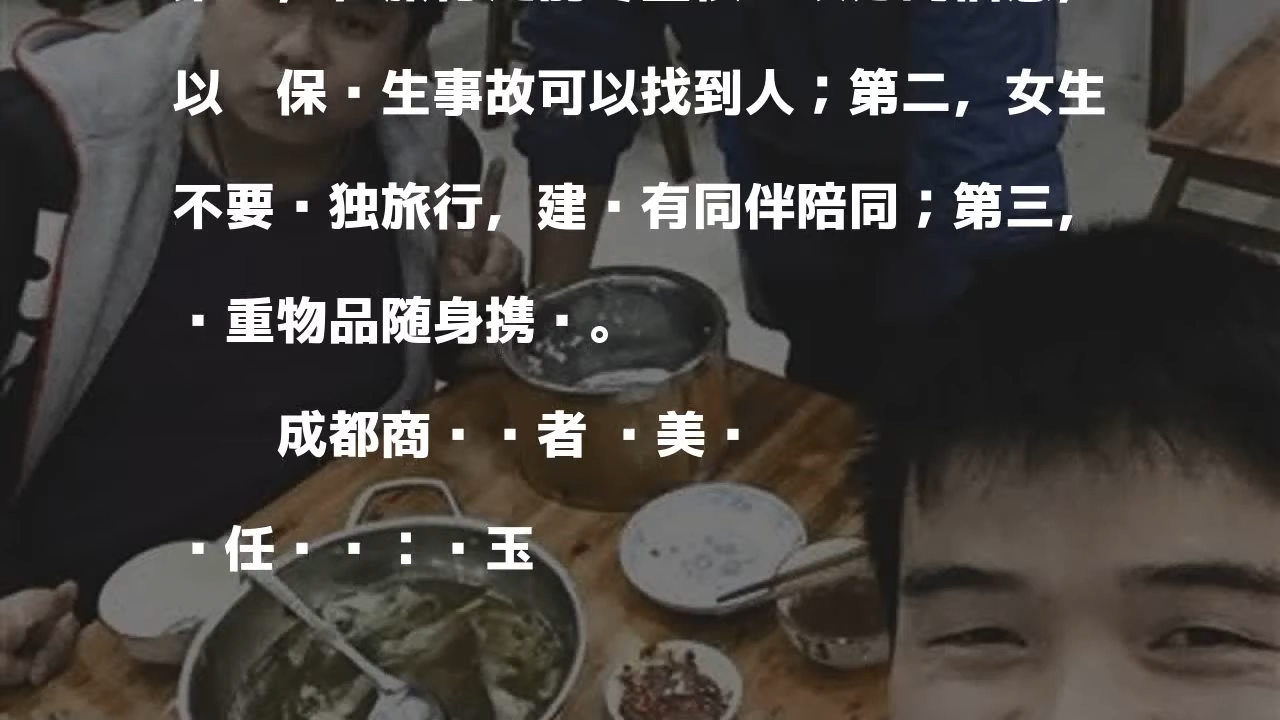 以　保·生事故可以找到人；第二，女生
不要·独旅行，建·有同伴陪同；第三，
·重物品随身携·。
成都商··者 ·美·
·任··：·玉